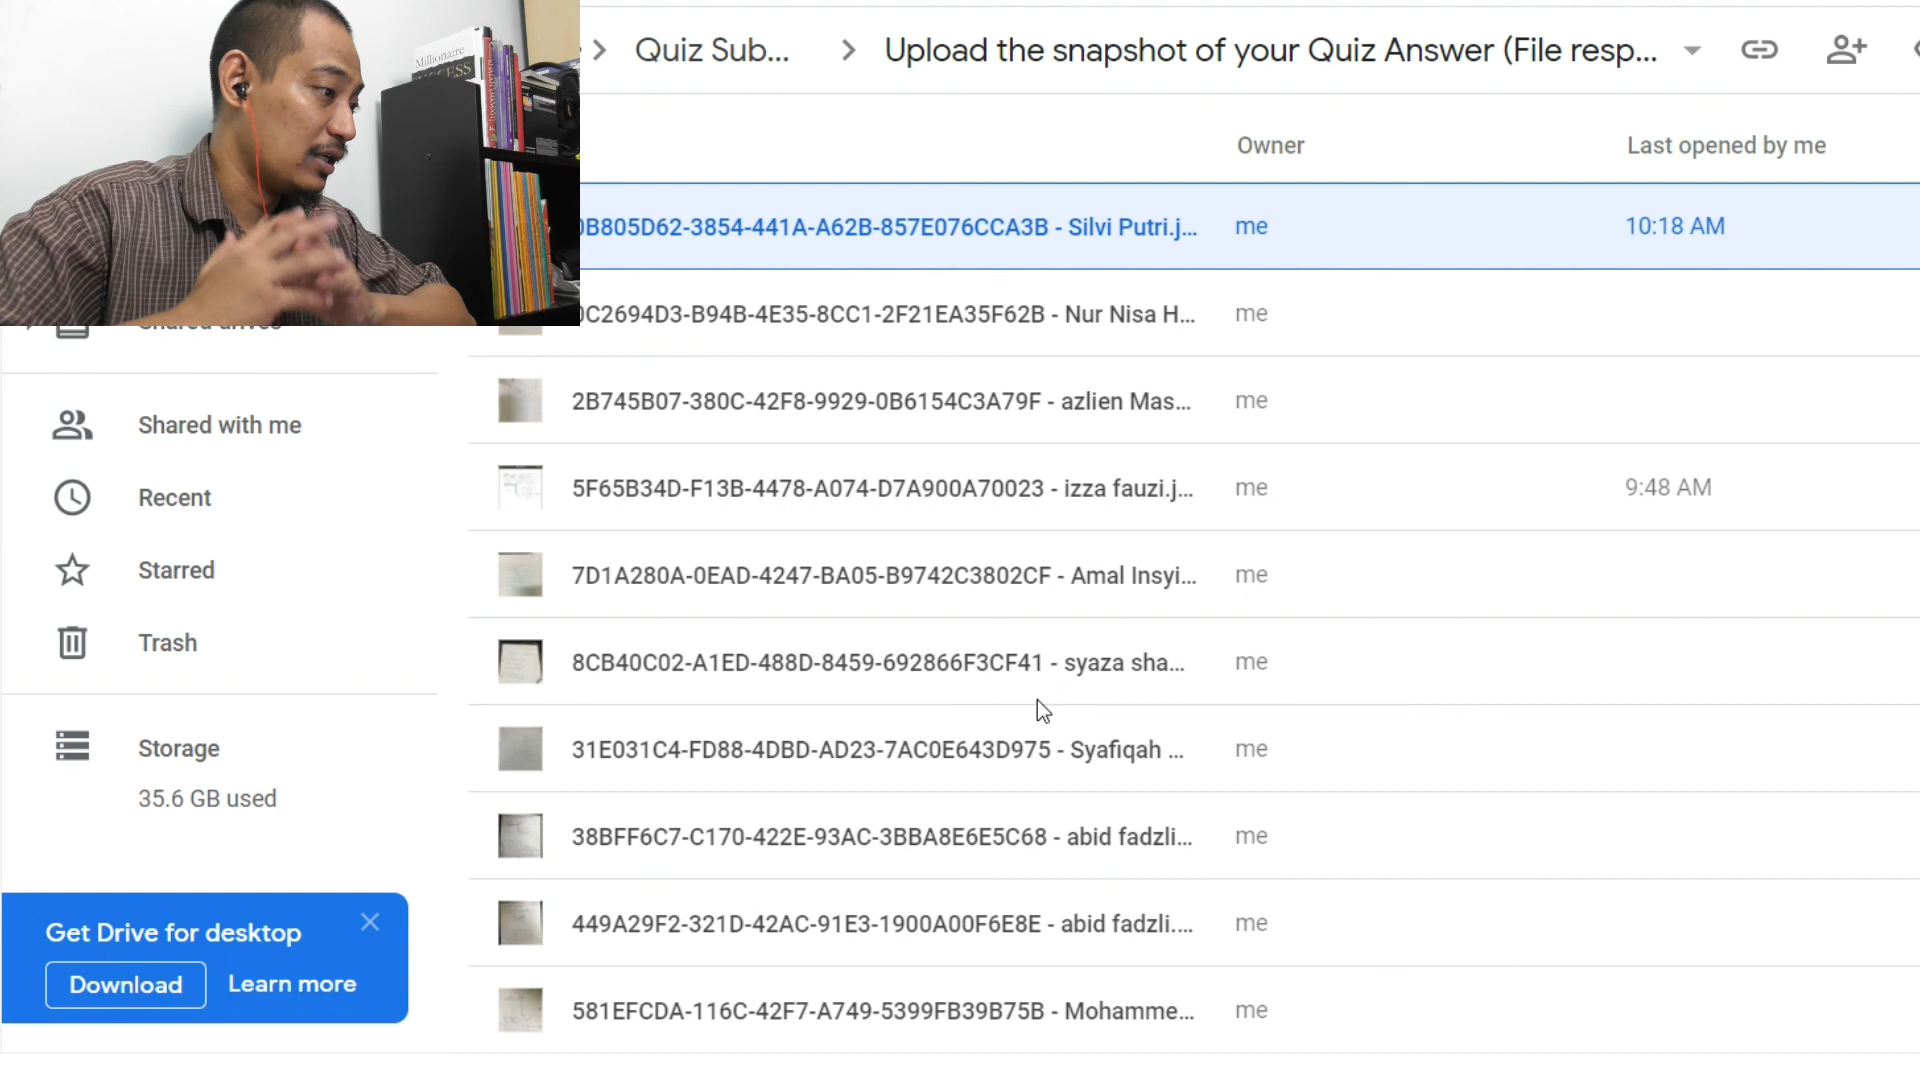 Millionaire
SUCCESS
Quiz Sub...
Upload the snapshot of your Quiz Answer (File resp...
Owner
Last opened by me
0B805D62-3854-441A-A62B-857E076CCA3B - Silvi Putri.j...
me
10:18 AM
0C2694D3-B94B-4E35-8CC1-2F21EA35F62B - Nur Nisa H...
me
2B745B07-380C-42F8-9929-0B6154C3A79F - azlien Mas...
me
5F65B34D-F13B-4478-A074-D7A900A70023 - izza fauzi.j...
me
9:48 AM
7D1A280A-0EAD-4247-BA05-B9742C3802CF - Amal Insyi...
me
8CB40C02-A1ED-488D-8459-692866F3CF41 - syaza sha...
me
31E031C4-FD88-4DBD-AD23-7AC0E643D975 - Syafiqah ...
me
38BFF6C7-C170-422E-93AC-3BBA8E6E5C68 - abid fadzli...
me
449A29F2-321D-42AC-91E3-1900A00F6E8E - abid fadzli....
me
581EFCDA-116C-42F7-A749-5399FB39B75B - Mohamme...
me
Shared drives
Shared with me
Recent
Starred
Trash
Storage
35.6 GB used
Get Drive for desktop
Download
Learn more